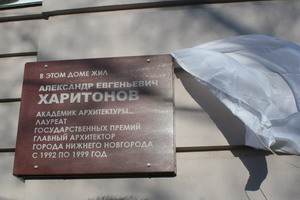 В ЭТОМ ДОМЕ ЖИЛ
АЛЕКСАНДР ЕВГЕНЬЕВИЧ
ХАРИТОНОВ
АКАДЕМИК АРХИТЕКТУРЫ...
ЛАУРЕАТ
ГОСУДАРСТВЕННЫХ ПРЕМИЙ
ГЛАВНЫЙ АРХИТЕКТОР
ГОРОДА НИЖНЕГО НОВГОРОДА
С 1992 ПО 1999 ГОД